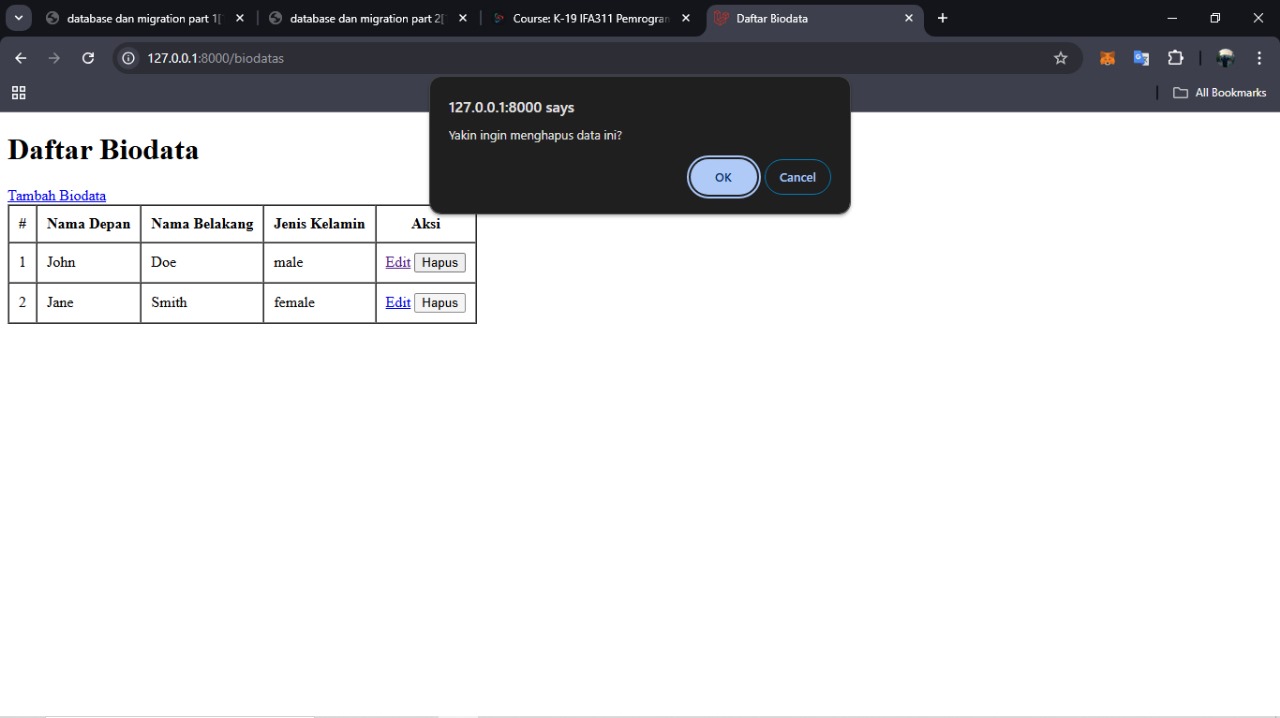 database dan migration part 1[
database dan migration part 2[
Course: K-19 IFA311 Pemrogran
Daftar Biodata
127.0.0.1:8000/biodatas
All Bookmarks
127.0.0.1:8000 says
Yakin ingin menghapus data ini?
OK
Cancel
Daftar Biodata
Tambah Biodata
# Nama Depan Nama Belakang Jenis Kelamin Aksi
1 John Doe male Edit Hapus
2 Jane Smith female Edit Hapus